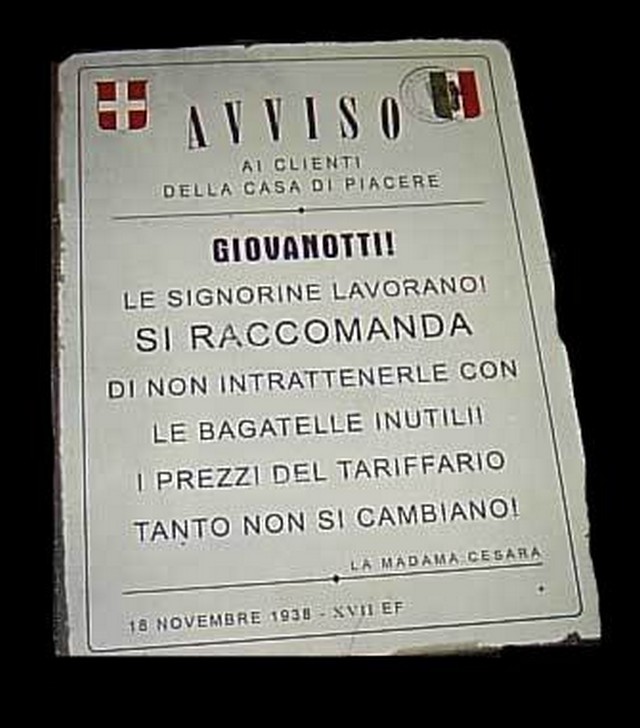 AVVISO
AI CLIENTI
DELLA CASA DI PIACERE
GIOVANOTTI!
LE SIGNORINE LAVORANO!
SI RACCOMANDA
DI NON INTRATTENERLE CON
LE BAGATELLE INUTILII
I PREZZI DEL TARIFFARIO
TANTO NON SI CAMBIANO!
LA MADAMA CESARA
18 NOVEMBRE 1938 - XVII EF